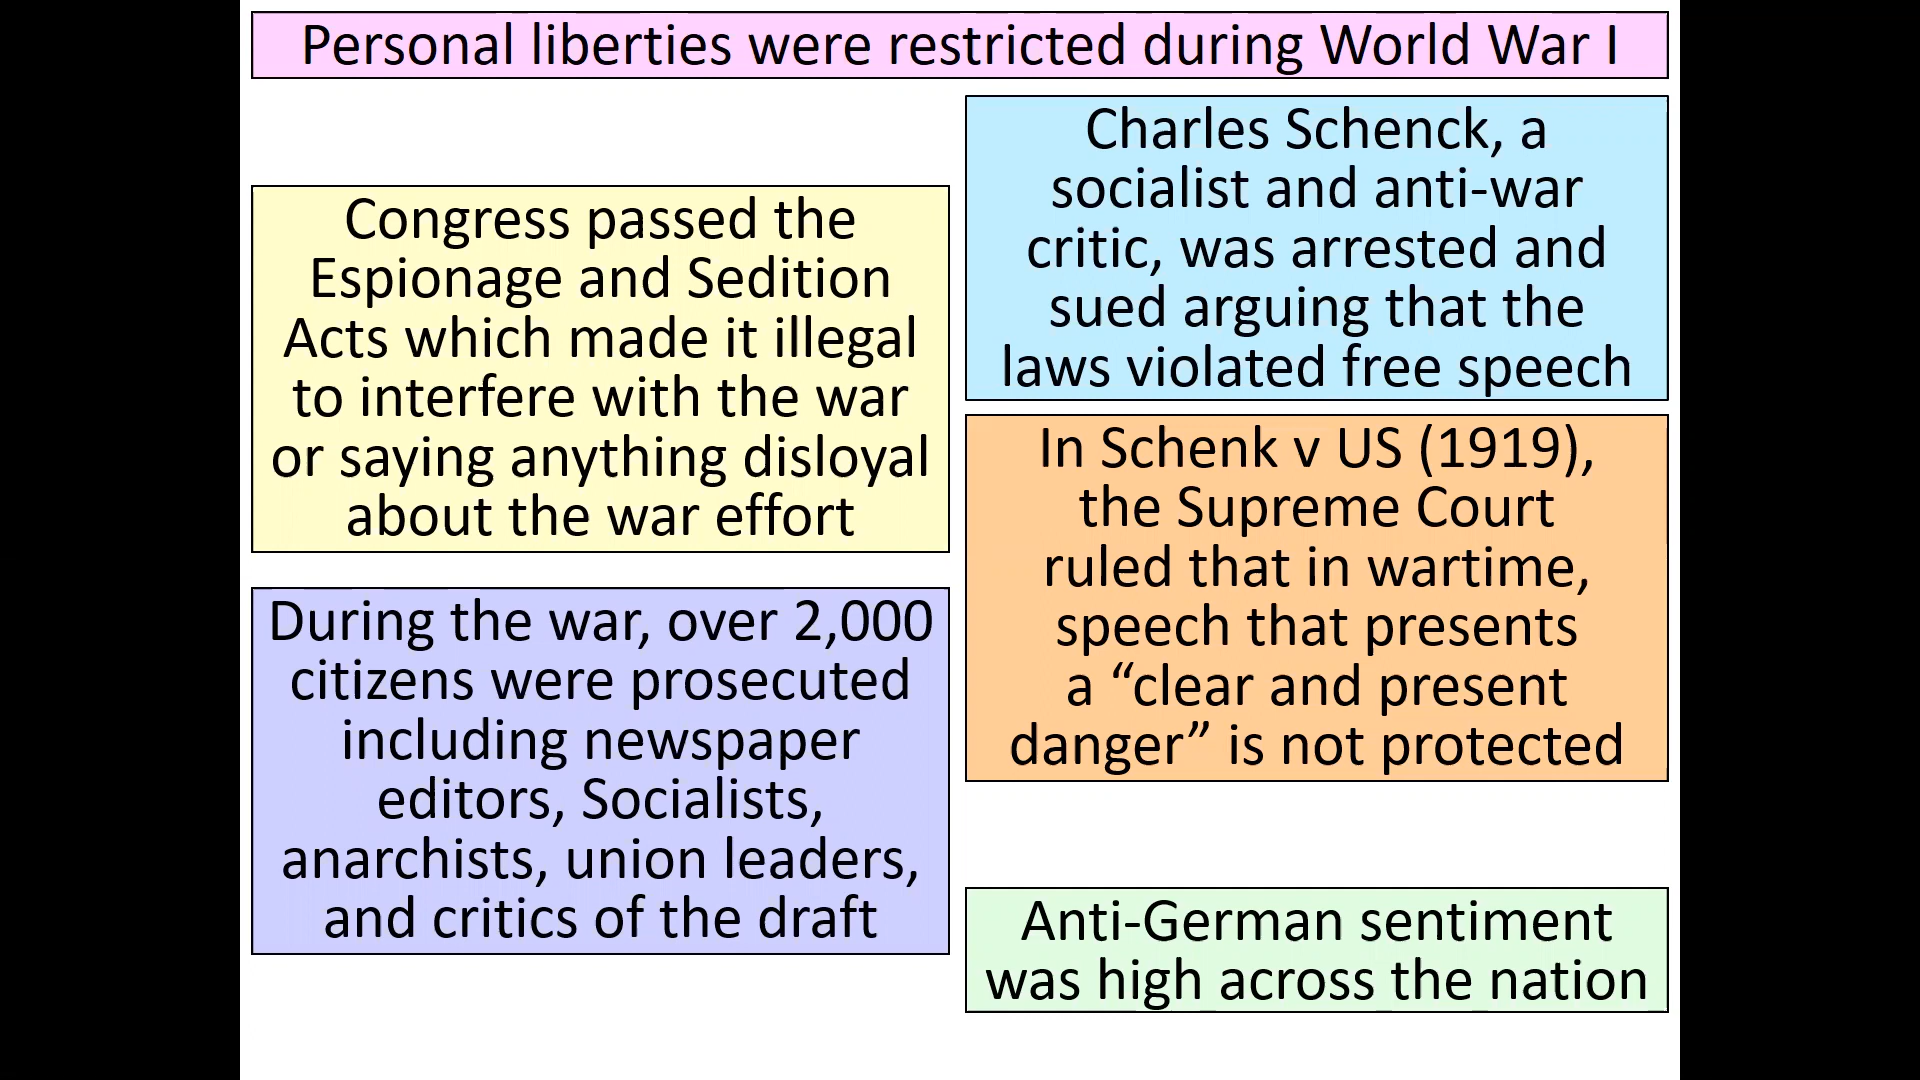 Personal liberties were restricted during World War I
Congress passed the
Espionage and Sedition
Acts which made it illegal
to interfere with the war
or saying anything disloyal
about the war effort
During the war, over 2,000
citizens were prosecuted
including newspaper
editors, Socialists,
anarchists, union leaders,
and critics of the draft
Charles Schenck, a
socialist and anti-war
critic, was arrested and
sued arguing that the
laws violated free speech
In Schenk v US (1919),
the Supreme Court
ruled that in wartime,
speech that presents
a “clear and present
danger” is not protected
Anti-German sentiment
was high across the nation